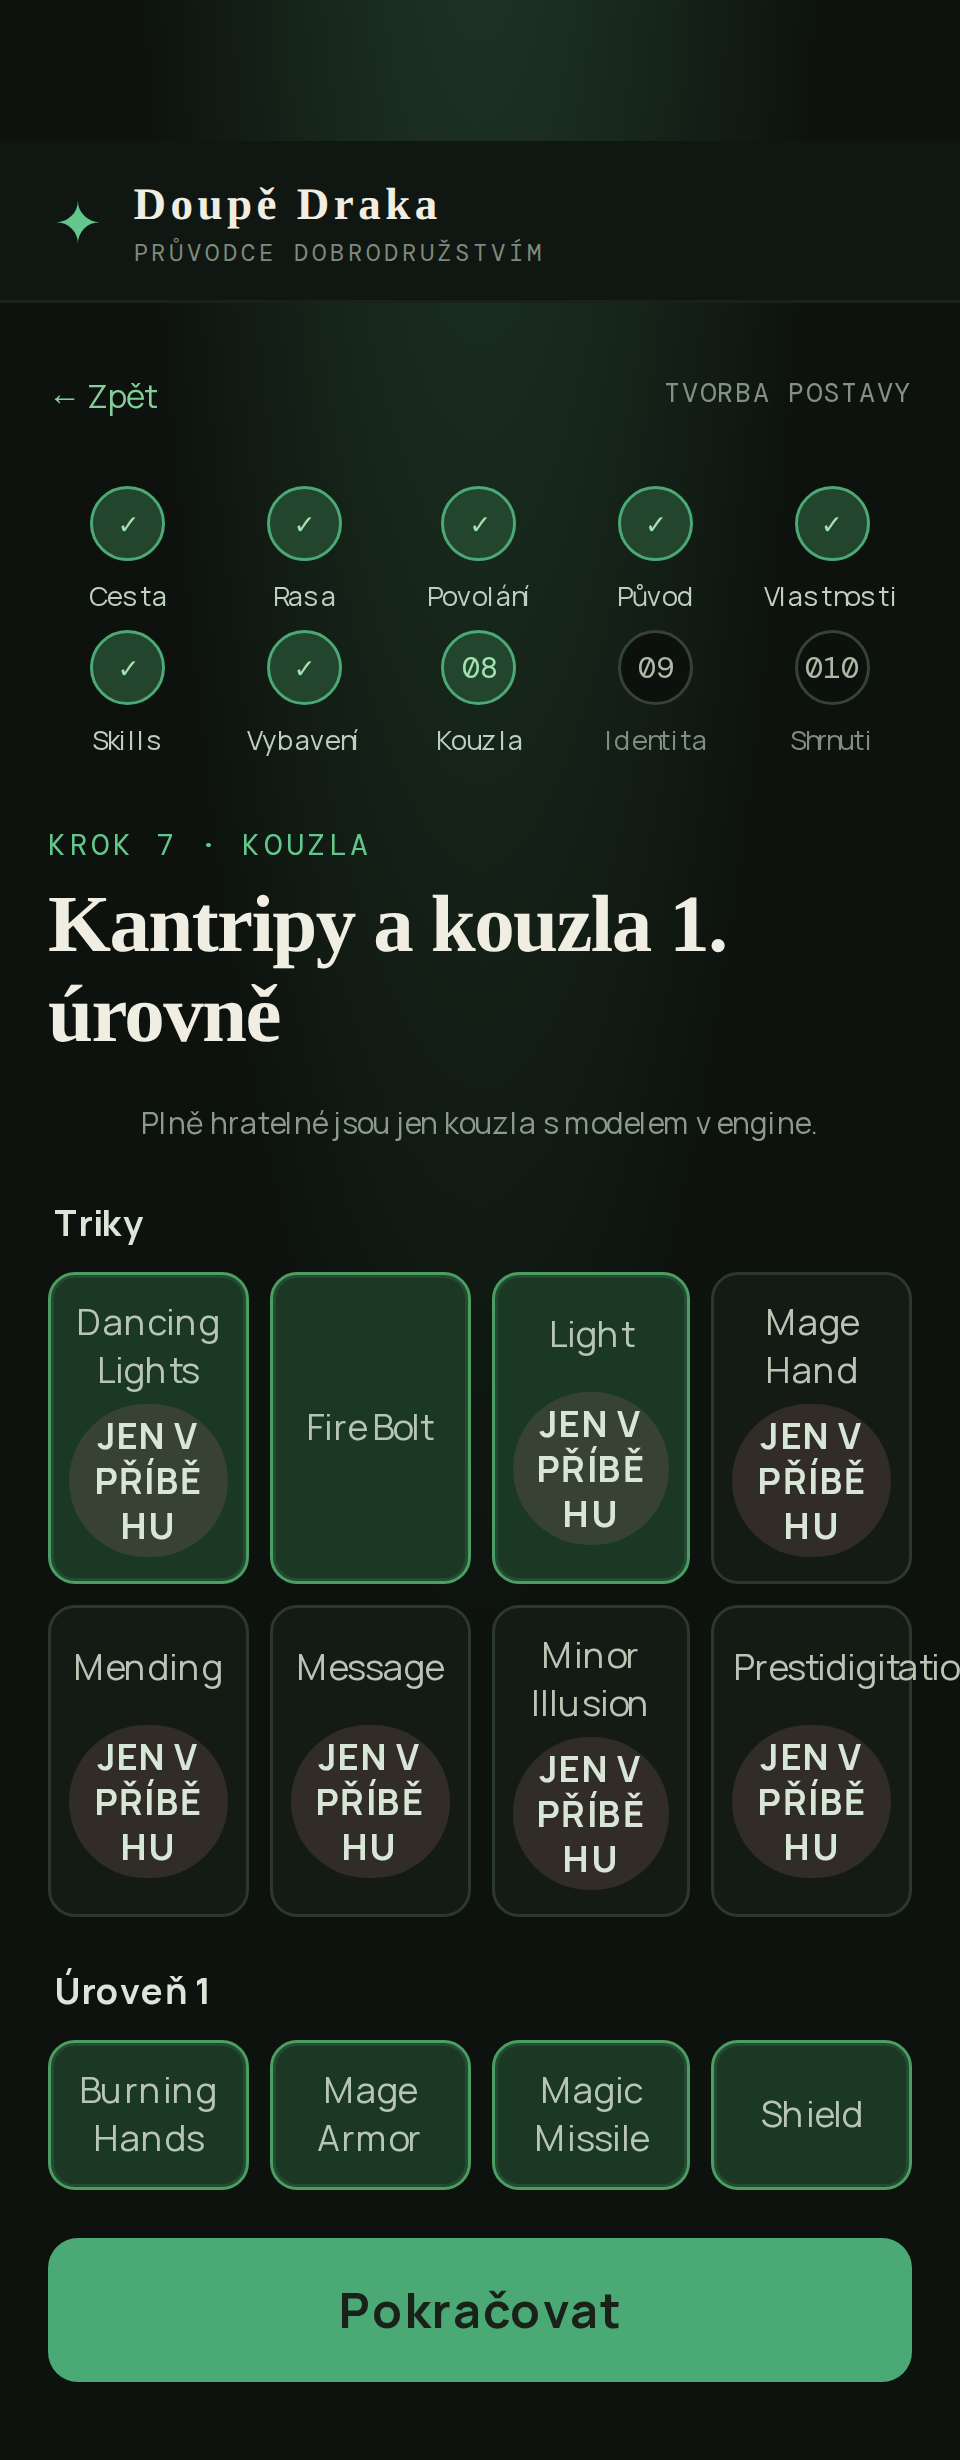 Doupě Draka
PRŮVODCE DOBRODRUŽSTVÍM
← Zpět
TVORBA POSTAVY
✓ ✓ ✓ ✓ ✓
Cesta Rasa Povolání Původ Vlastnosti
✓ ✓ 08 09 010
Skills Vybavení Kouzla Identita Shrnuti
KROK 7 · KOUZLA
Kantripy a kouzla 1.
úrovně
Plně hratelné jsou jen kouzla s modelem v engine.
Triky
Dancing
Lights
JEN V
PŘÍBĚ
HU
Fire Bolt
Light
JEN V
PŘÍBĚ
HU
Mage
Hand
JEN V
PŘÍBĚ
HU
Mending
JEN V
PŘÍBĚ
HU
Message
JEN V
PŘÍBĚ
HU
Minor
Illusion
JEN V
PŘÍBĚ
HU
Prestidigitatio
JEN V
PŘÍBĚ
HU
Úroveň 1
Burning
Hands
Mage
Armor
Magic
Missile
Shield
Pokračovat